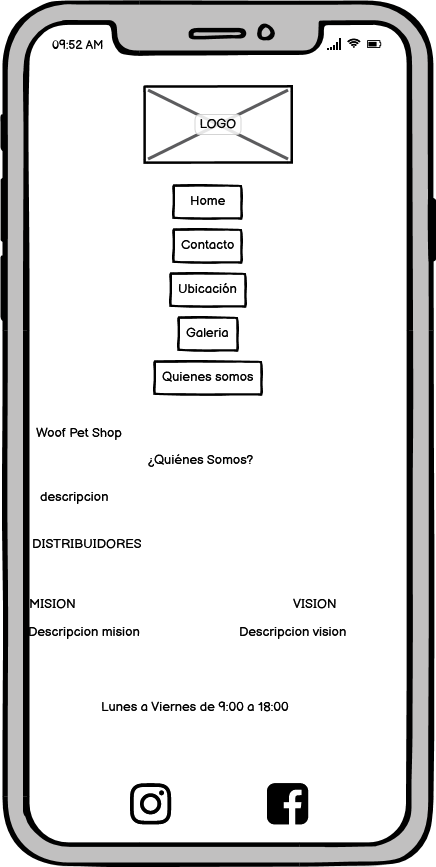 09:52 AM
LOGO
Home
Contacto
Ubicación
Galeria
Quienes somos
Woof Pet Shop
¿Quiénes Somos?
descripcion
DISTRIBUIDORES
MISION VISION
Descripcion mision Descripcion vision
Lunes a Viernes de 9:00 a 18:00